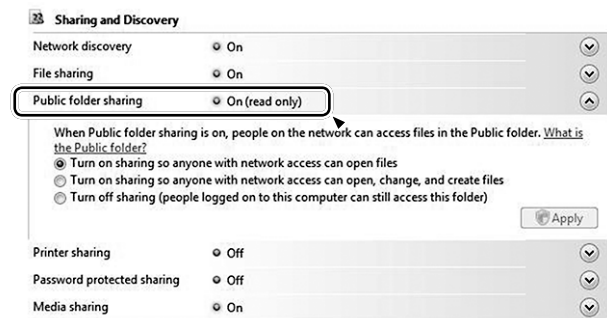 Sharing and Discovery
Network discovery On
File sharing On
Public folder sharing On (read only)
When Public folder sharing is on, people on the network can access files in the Public folder. What is
the Public folder?
Turn on sharing so anyone with network access can open files
Turn on sharing so anyone with network access can open, change, and create files
Turn off sharing (people logged on to this computer can still access this folder)
Apply
Printer sharing Off
Password protected sharing Off
Media sharing On